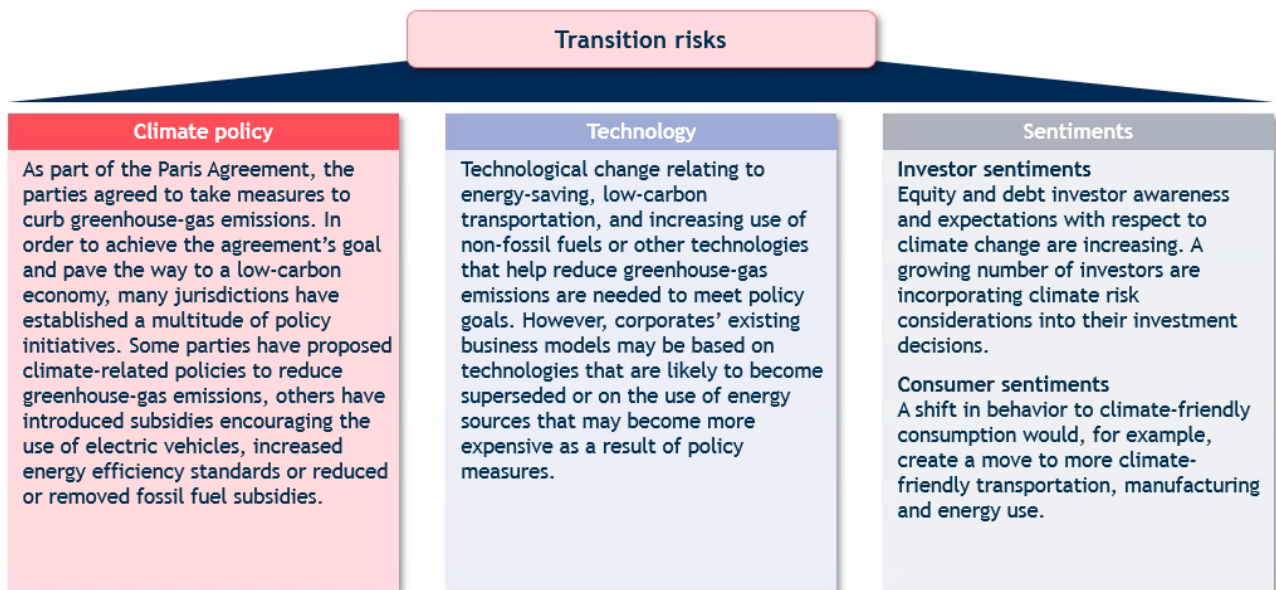 Transition risks
Climate policy
As part of the Paris Agreement, the
parties agreed to take measures to
curb greenhouse-gas emissions. In
order to achieve the agreement’s goal
and pave the way to a low-carbon
economy, many jurisdictions have
established a multitude of policy
initiatives. Some parties have proposed
climate-related policies to reduce
greenhouse-gas emissions, others have
introduced subsidies encouraging the
use of electric vehicles, increased
energy efficiency standards or reduced
or removed fossil fuel subsidies.
Technology
Technological change relating to
energy-saving, low-carbon
transportation, and increasing use of
non-fossil fuels or other technologies
that help reduce greenhouse-gas
emissions are needed to meet policy
goals. However, corporates’ existing
business models may be based on
technologies that are likely to become
superseded or on the use of energy
sources that may become more
expensive as a result of policy
measures.
Sentiments
Investor sentiments
Equity and debt investor awareness
and expectations with respect to
climate change are increasing. A
growing number of investors are
incorporating climate risk
considerations into their investment
decisions.
Consumer sentiments
A shift in behavior to climate-friendly
consumption would, for example,
create a move to more climate-
friendly transportation, manufacturing
and energy use.